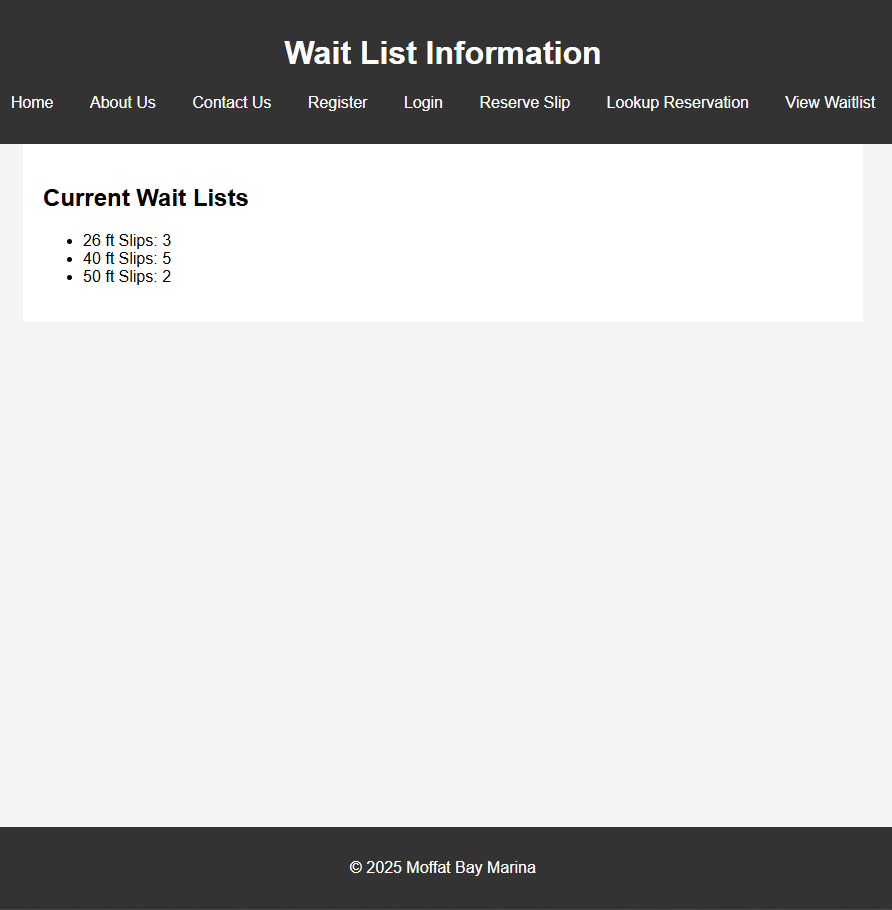 Wait List Information
Home About Us Contact Us Register Login Reserve Slip Lookup Reservation View Waitlist
Current Wait Lists
• 26 ft Slips: 3
• 40 ft Slips: 5
• 50 ft Slips: 2
© 2025 Moffat Bay Marina